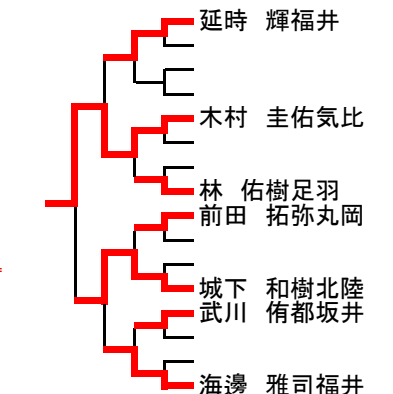 延時 輝福井
木村 圭佑気比
林 佑樹足羽
前田 拓弥丸岡
城下 和樹北陸
武川 侑都坂井
海邊 雅司福井